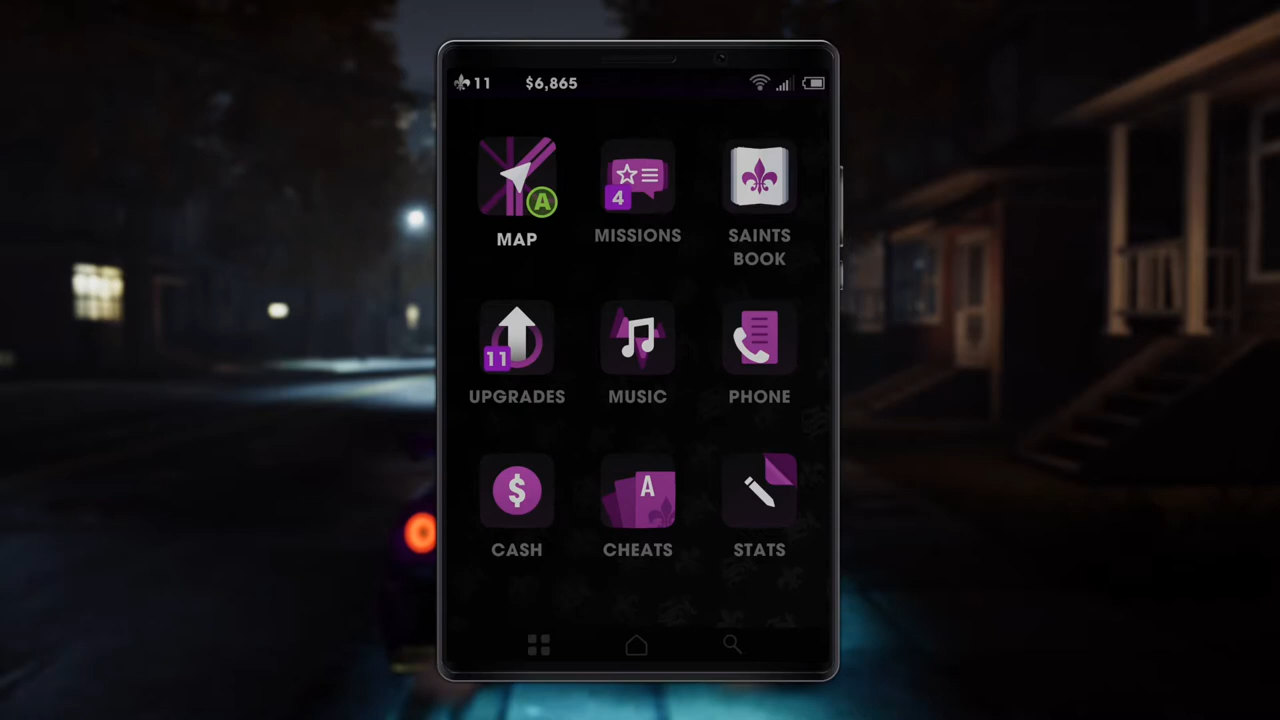 11 $6,865
A
4
MAP
MISSIONS
SAINTS
BOOK
11
UPGRADES
MUSIC
PHONE
$
A
CASH
CHEATS
STATS